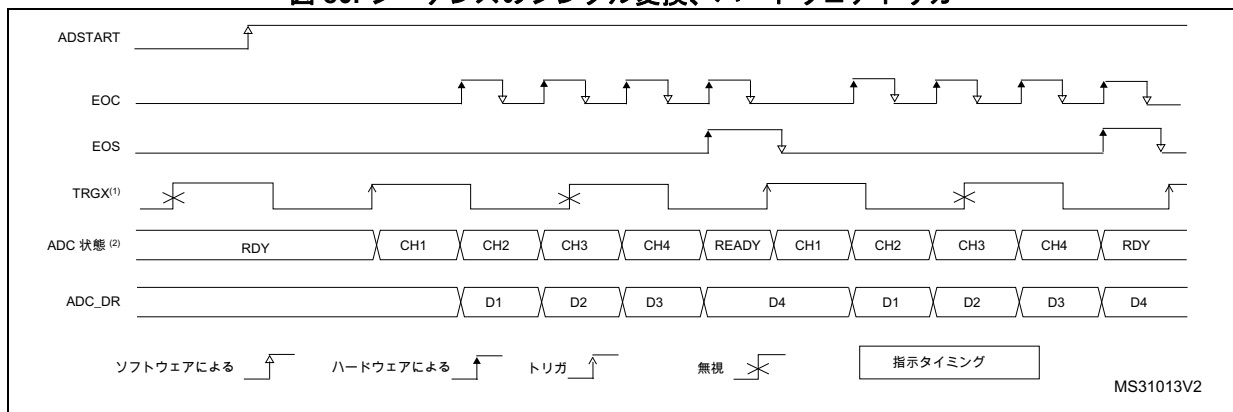 ADSTART
EOC
EOS
TRGX(1)
ADC 状態 (2) RDY CH1 CH2 CH3 CH4 READY CH1 CH2 CH3 CH4 RDY
ADC_DR D1 D2 D3 D4 D1 D2 D3 D4
ソフトウェアによる ハードウェアによる トリガ 無視 指示タイミング
MS31013V2